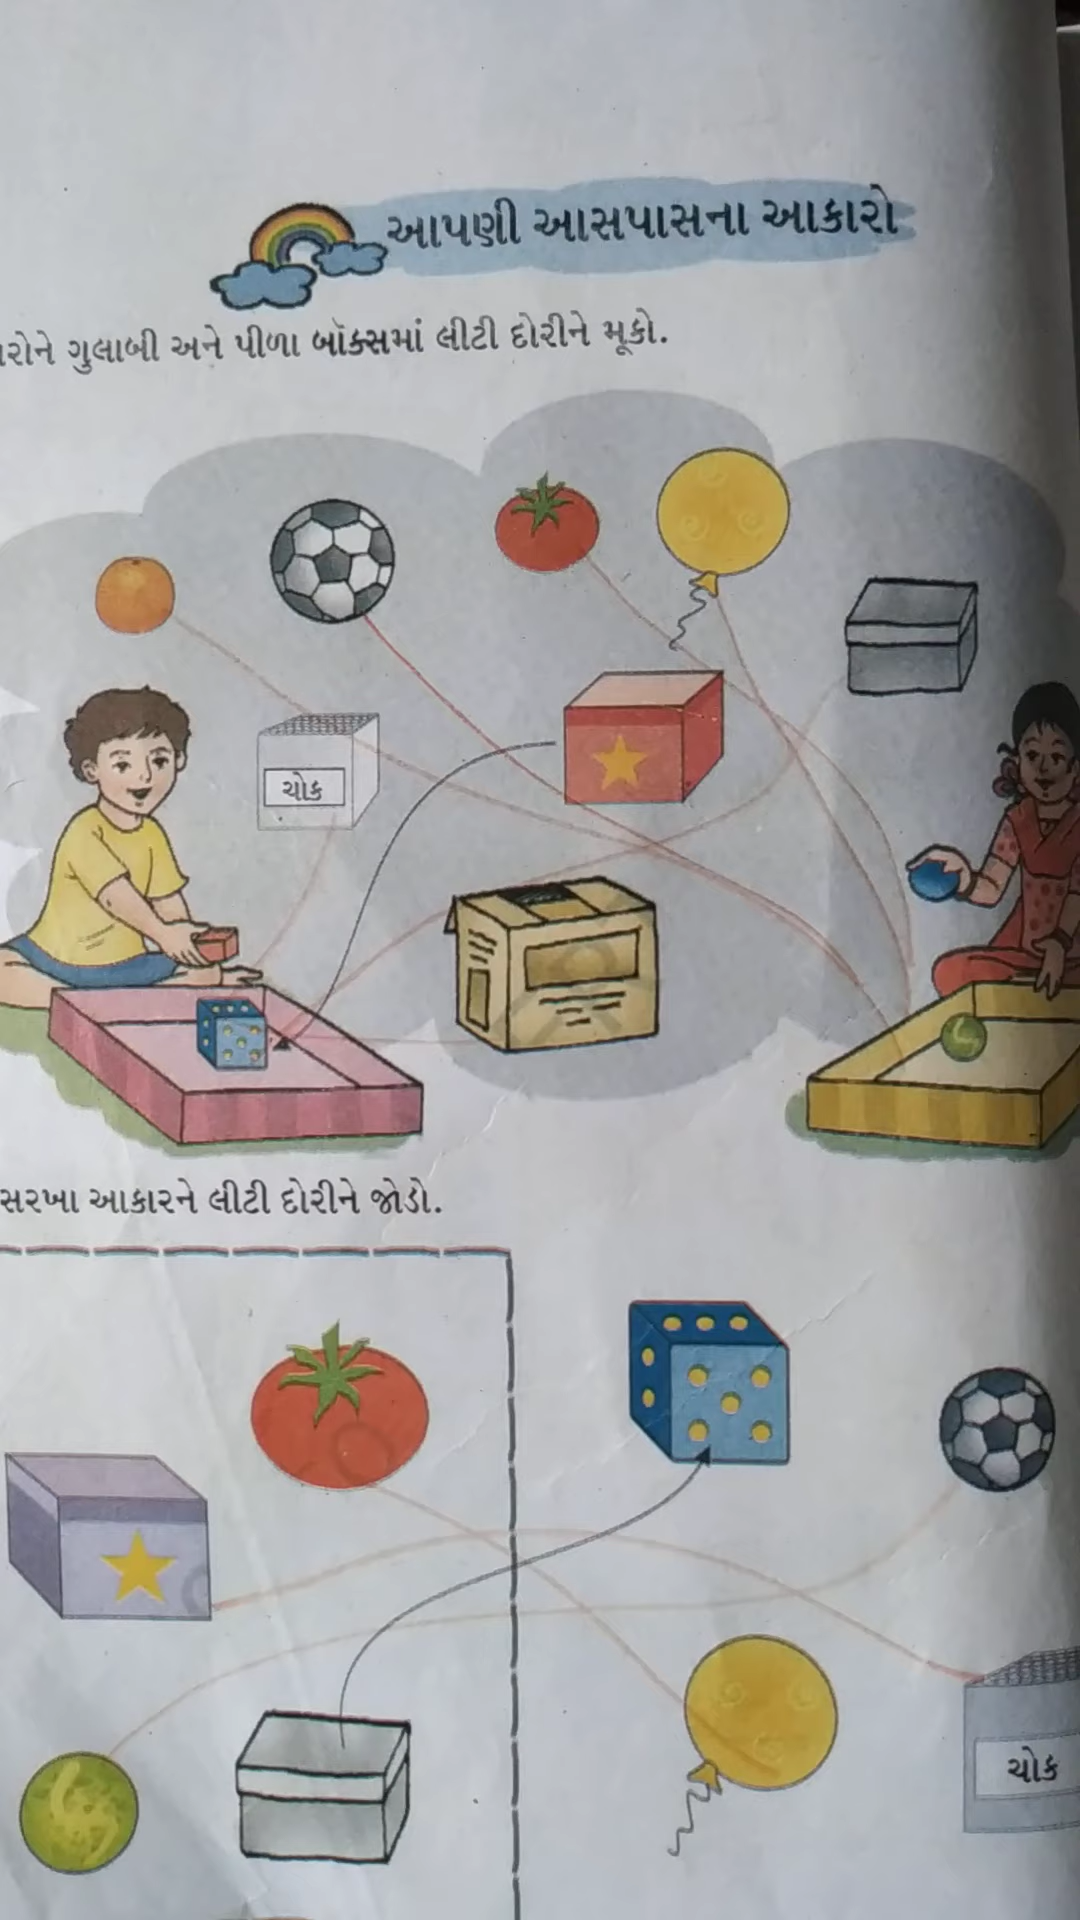 આપણી આસપાસના આકારો
ગુલાબી અને પીળા બૉક્સમાં લીટી દોરીને મૂકો.
ચોક
સરખા આકારને લીટી દોરીને જોડો.
ચોક